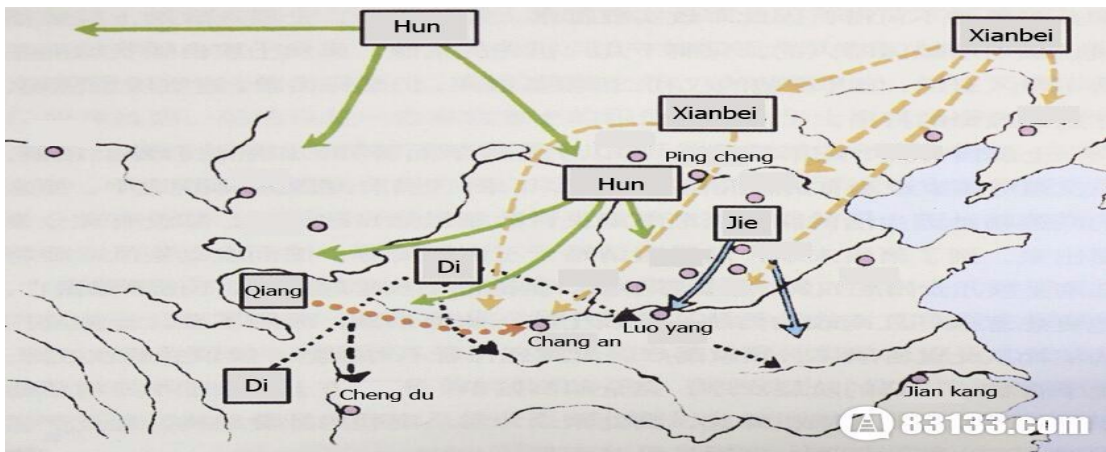 Hun
Xianbei
Xianbei
Ping cheng
Hun
Jie
Di
Qiang
Luo yang
Chang an
Di
Cheng du
Jian kang
83133.com